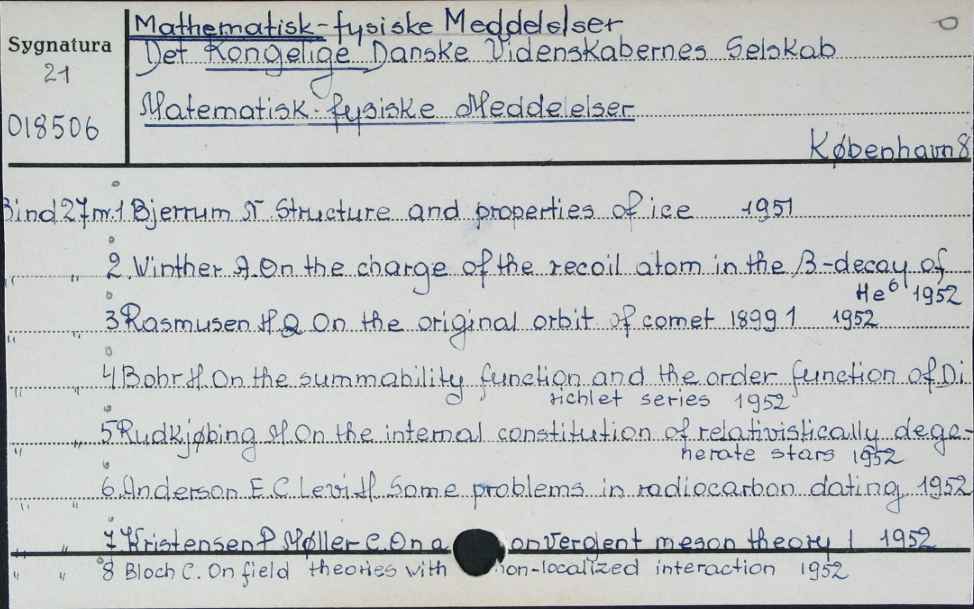 Mathematisk-fysiske Meddelelser
Sygnatura
Det Kongelige Danske Videnskabernes Selskab
21
Matematisk-fysiske Meddelelser
018506
København 8
Bind 27 nr.1 Bjerrum N Structure and properties of ice 1951
" " 2. Winther A. On the charge of the recoil atom in the β-decay of
He6 1952
" " 3 Rasmusen H.Q On the original orbit of comet 1899 1 1952
" " 4 Bohr H. On the summability function and the order function of Di
richlet series 1952
" " 5 Rudkjøbing M On the internal constitution of relativistically dege-
nerate stars 1952
" " 6. Anderson E.C. Levi H. Some problems in radiocarbon dating 1952
" " 7 Kristensen P Møller C. On a onvergent meson theory I 1952
" " 8 Bloch C. On field theories with non-localized interaction 1952